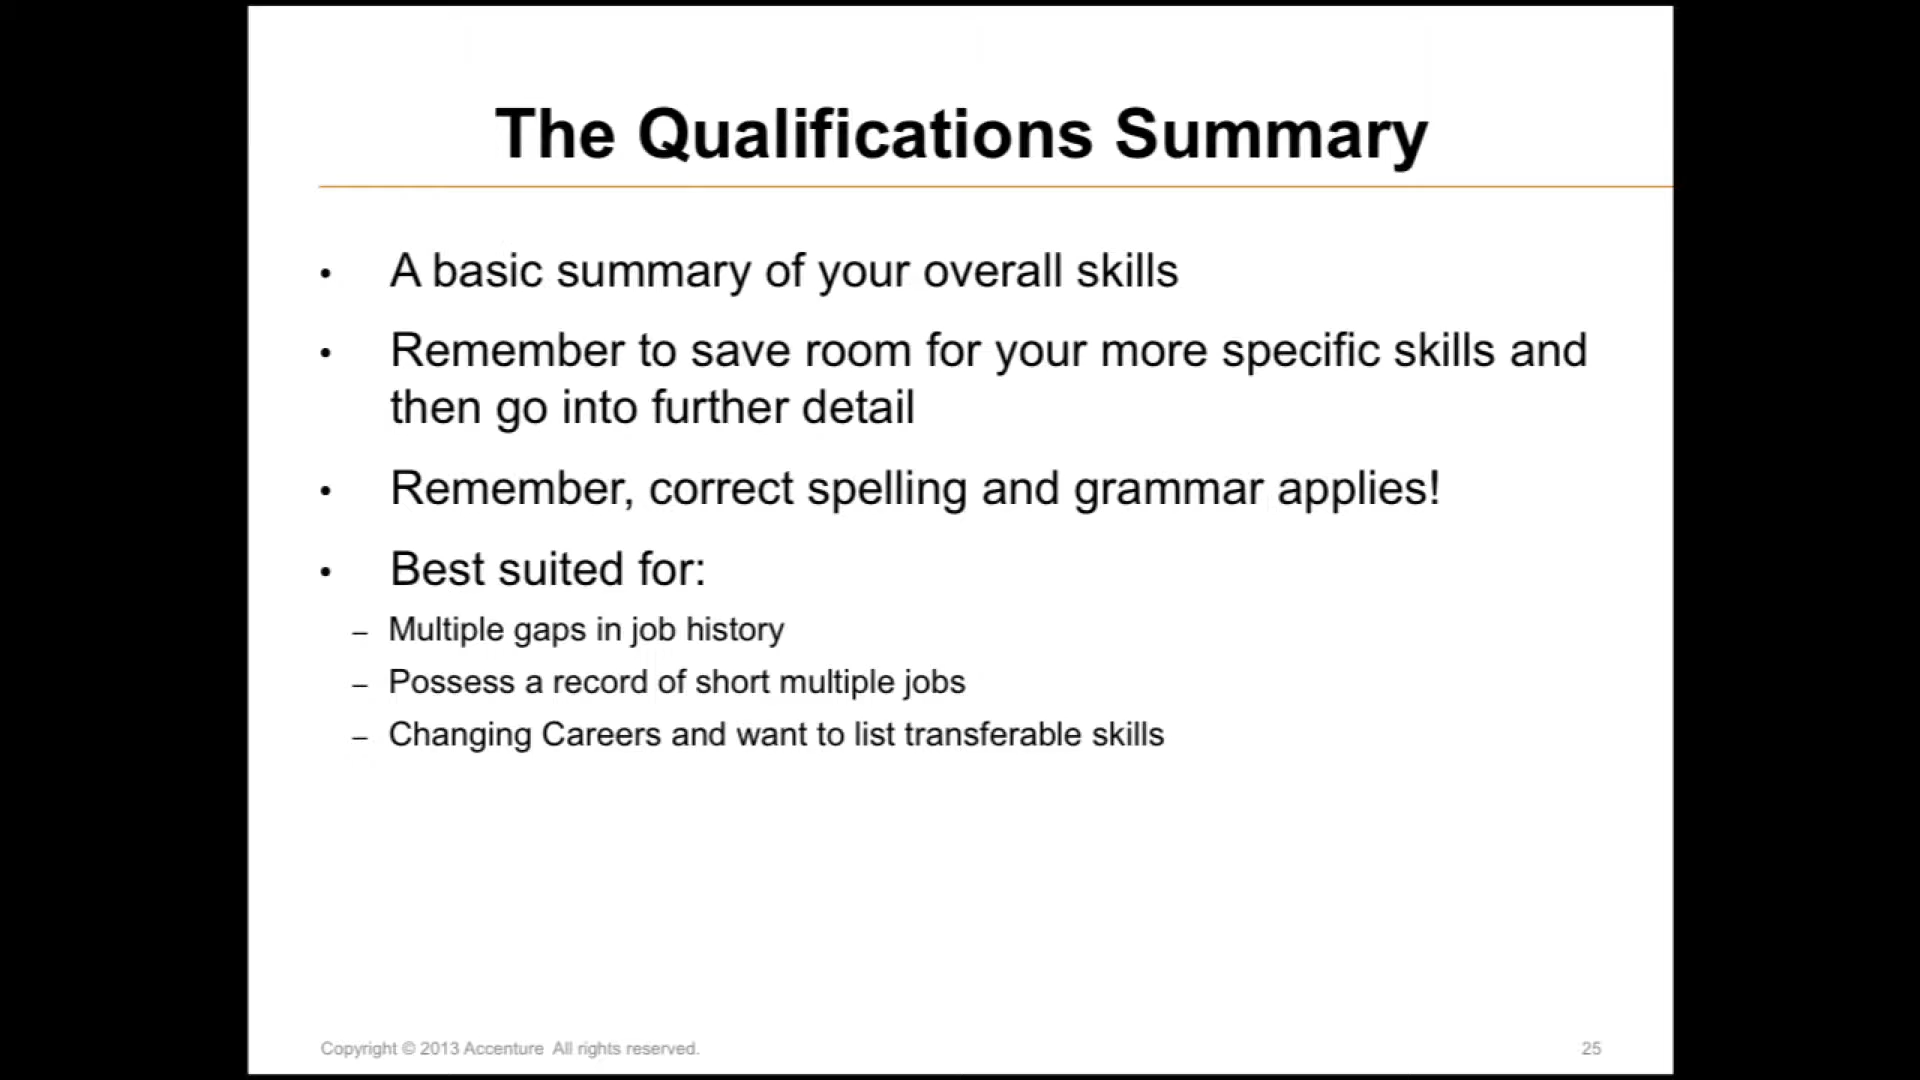 The Qualifications Summary
• A basic summary of your overall skills
• Remember to save room for your more specific skills and
then go into further detail
• Remember, correct spelling and grammar applies!
• Best suited for:
– Multiple gaps in job history
– Possess a record of short multiple jobs
– Changing Careers and want to list transferable skills
Copyright © 2013 Accenture All rights reserved.
25